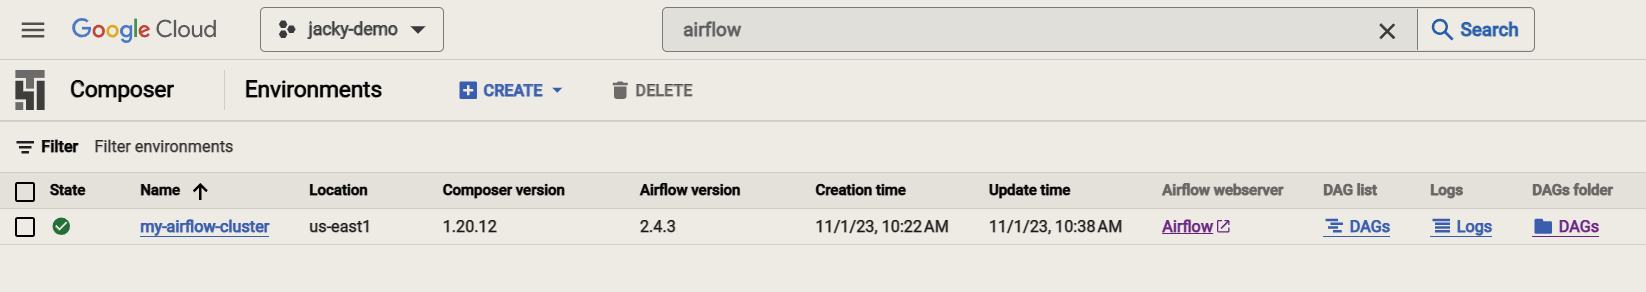 Google Cloud jacky-demo airflow Search
Composer Environments CREATE DELETE
Filter Filter environments
State Name Location Composer version Airflow version Creation time Update time Airflow webserver DAG list Logs DAGs folder
my-airflow-cluster us-east1 1.20.12 2.4.3 11/1/23, 10:22 AM 11/1/23, 10:38 AM Airflow DAGs Logs DAGs